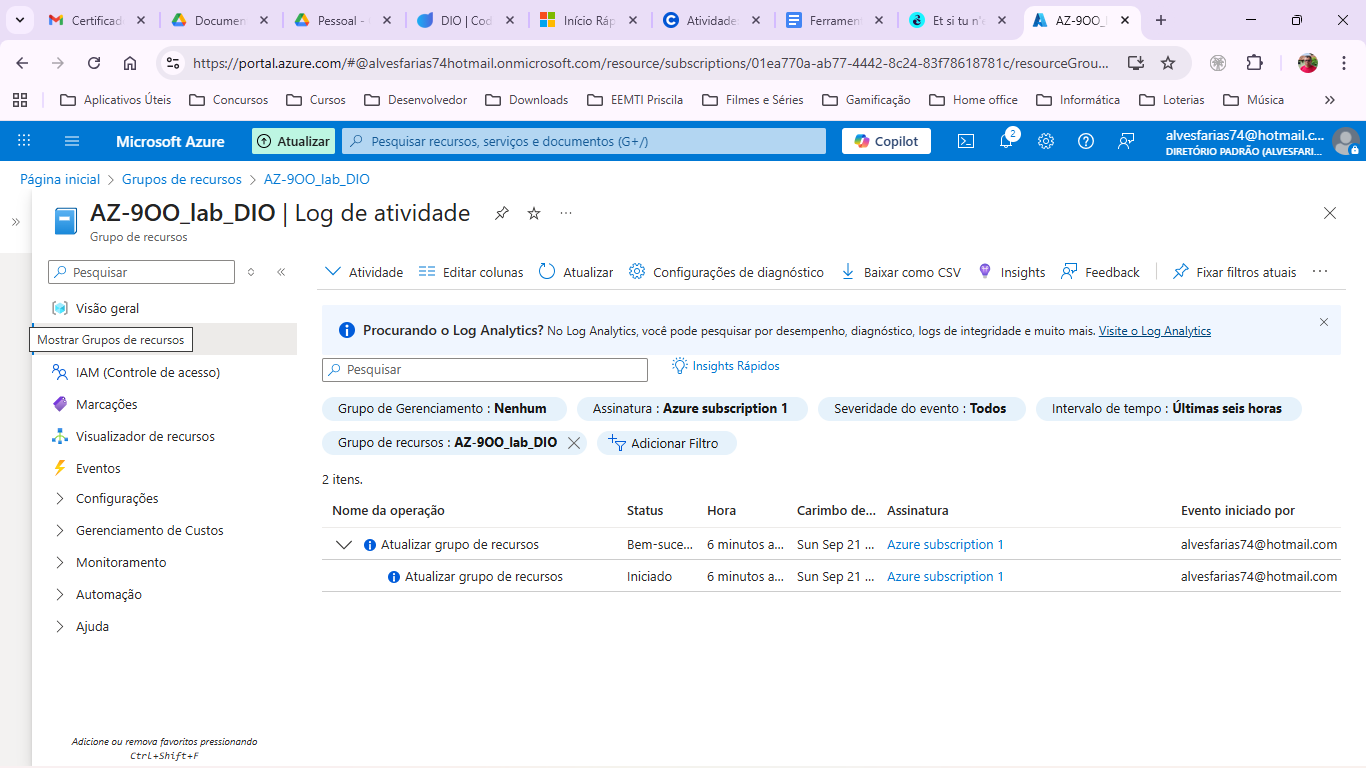 Certificad
Documen
Pessoal -
DIO | Cod
Início Ráp
Atividade
Ferrament
Et si tu n'e
AZ-9OO_l
https://portal.azure.com/#@alvesfarias74hotmail.onmicrosoft.com/resource/subscriptions/01ea770a-ab77-4442-8c24-83f78618781c/resourceGrou...
Aplicativos Úteis
Concursos
Cursos
Desenvolvedor
Downloads
EEMTI Priscila
Filmes e Séries
Gamificação
Home office
Informática
Loterias
Música
Microsoft Azure
Atualizar
Pesquisar recursos, serviços e documentos (G+/)
Copilot
2
alvesfarias74@hotmail.c...
DIRETÓRIO PADRÃO (ALVESFARI...
Página inicial > Grupos de recursos > AZ-9OO_lab_DIO
AZ-9OO_lab_DIO | Log de atividade
Grupo de recursos
Pesquisar
Visão geral
Mostrar Grupos de recursos
IAM (Controle de acesso)
Marcações
Visualizador de recursos
Eventos
Configurações
Gerenciamento de Custos
Monitoramento
Automação
Ajuda
Adicione ou remova favoritos pressionando
Ctrl+Shift+F
Atividade
Editar colunas
Atualizar
Configurações de diagnóstico
Baixar como CSV
Insights
Feedback
Fixar filtros atuais
Procurando o Log Analytics? No Log Analytics, você pode pesquisar por desempenho, diagnóstico, logs de integridade e muito mais. Visite o Log Analytics
Pesquisar
Insights Rápidos
Grupo de Gerenciamento : Nenhum
Assinatura : Azure subscription 1
Severidade do evento : Todos
Intervalo de tempo : Últimas seis horas
Grupo de recursos : AZ-9OO_lab_DIO
Adicionar Filtro
2 itens.
Nome da operação Status Hora Carimbo de... Assinatura Evento iniciado por
Atualizar grupo de recursos Bem-suce... 6 minutos a... Sun Sep 21 ... Azure subscription 1 alvesfarias74@hotmail.com
Atualizar grupo de recursos Iniciado 6 minutos a... Sun Sep 21 ... Azure subscription 1 alvesfarias74@hotmail.com